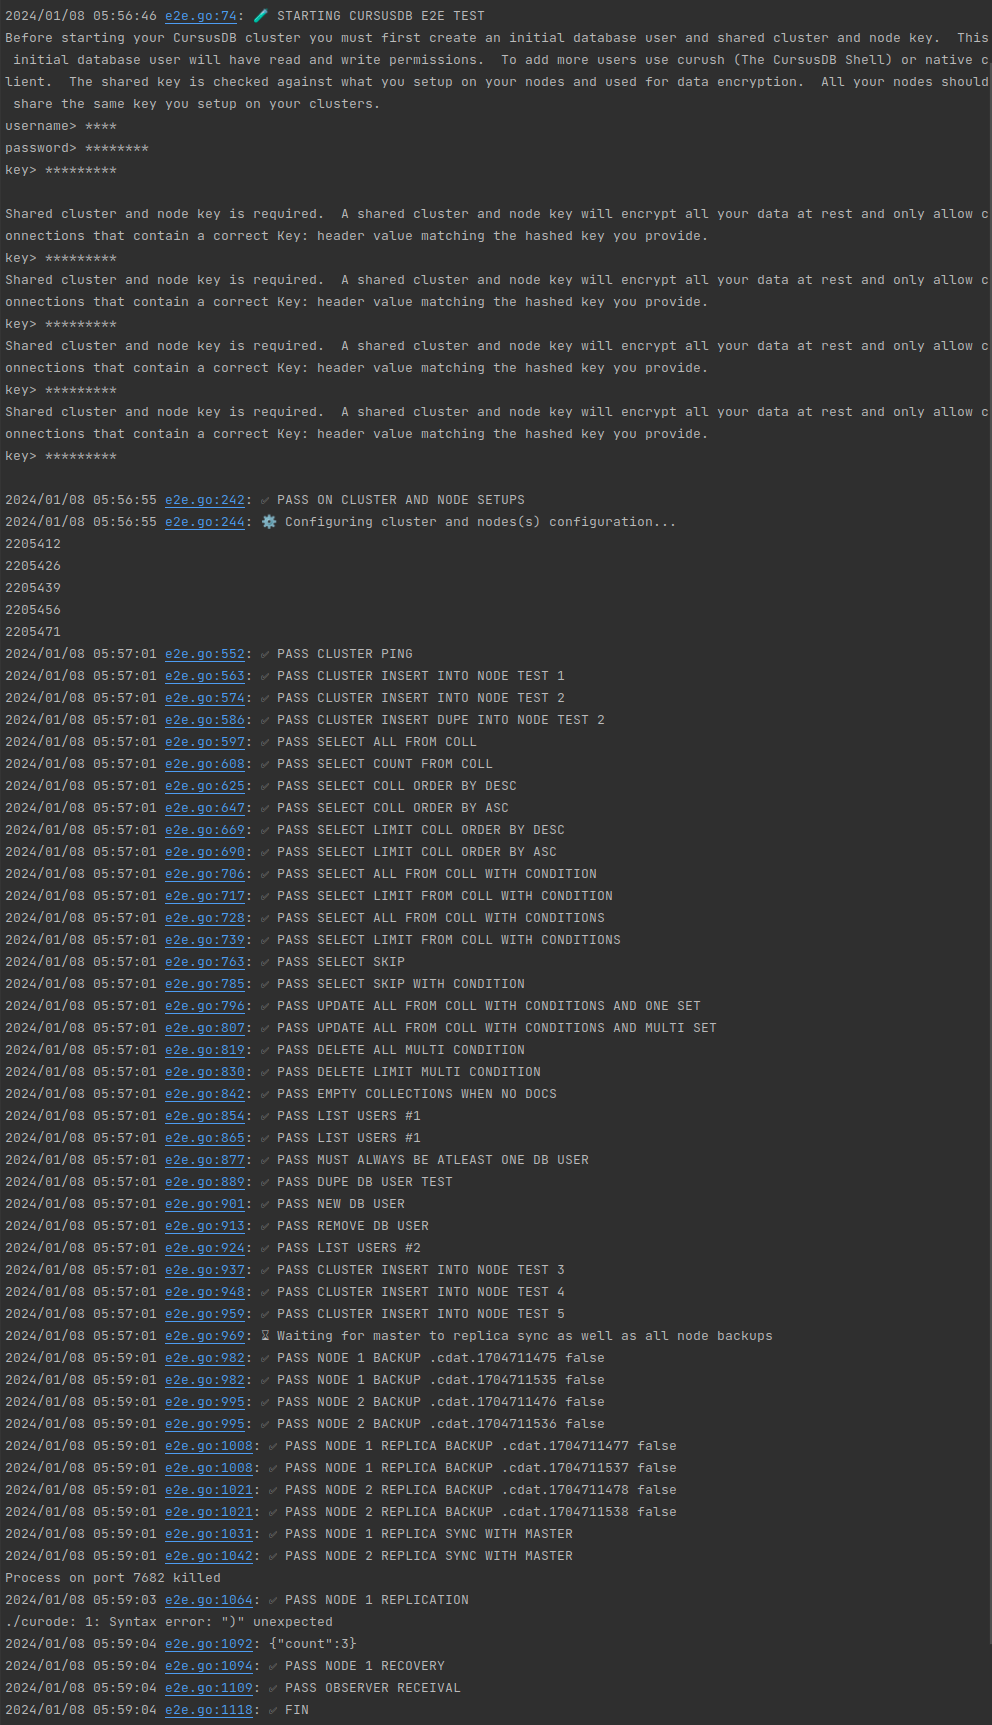 2024/01/08 05:56:46 e2e.go:74: 🧪 STARTING CURSUSDB E2E TEST
Before starting your CursusDB cluster you must first create an initial database user and shared cluster and node key.  This
 initial database user will have read and write permissions.  To add more users use curush (The CursusDB Shell) or native c
lient.  The shared key is checked against what you setup on your nodes and used for data encryption.  All your nodes should
 share the same key you setup on your clusters.
username> ****
password> ********
key> *********
Shared cluster and node key is required.  A shared cluster and node key will encrypt all your data at rest and only allow c
onnections that contain a correct Key: header value matching the hashed key you provide.
key> *********
Shared cluster and node key is required.  A shared cluster and node key will encrypt all your data at rest and only allow c
onnections that contain a correct Key: header value matching the hashed key you provide.
key> *********
Shared cluster and node key is required.  A shared cluster and node key will encrypt all your data at rest and only allow c
onnections that contain a correct Key: header value matching the hashed key you provide.
key> *********
Shared cluster and node key is required.  A shared cluster and node key will encrypt all your data at rest and only allow c
onnections that contain a correct Key: header value matching the hashed key you provide.
key> *********
2024/01/08 05:56:55 e2e.go:242: ✅ PASS ON CLUSTER AND NODE SETUPS
2024/01/08 05:56:55 e2e.go:244: ⚙️ Configuring cluster and nodes(s) configuration...
2205412
2205426
2205439
2205456
2205471
2024/01/08 05:57:01 e2e.go:552: ✅ PASS CLUSTER PING
2024/01/08 05:57:01 e2e.go:563: ✅ PASS CLUSTER INSERT INTO NODE TEST 1
2024/01/08 05:57:01 e2e.go:574: ✅ PASS CLUSTER INSERT INTO NODE TEST 2
2024/01/08 05:57:01 e2e.go:586: ✅ PASS CLUSTER INSERT DUPE INTO NODE TEST 2
2024/01/08 05:57:01 e2e.go:597: ✅ PASS SELECT ALL FROM COLL
2024/01/08 05:57:01 e2e.go:608: ✅ PASS SELECT COUNT FROM COLL
2024/01/08 05:57:01 e2e.go:625: ✅ PASS SELECT COLL ORDER BY DESC
2024/01/08 05:57:01 e2e.go:647: ✅ PASS SELECT COLL ORDER BY ASC
2024/01/08 05:57:01 e2e.go:669: ✅ PASS SELECT LIMIT COLL ORDER BY DESC
2024/01/08 05:57:01 e2e.go:690: ✅ PASS SELECT LIMIT COLL ORDER BY ASC
2024/01/08 05:57:01 e2e.go:706: ✅ PASS SELECT ALL FROM COLL WITH CONDITION
2024/01/08 05:57:01 e2e.go:717: ✅ PASS SELECT LIMIT FROM COLL WITH CONDITION
2024/01/08 05:57:01 e2e.go:728: ✅ PASS SELECT ALL FROM COLL WITH CONDITIONS
2024/01/08 05:57:01 e2e.go:739: ✅ PASS SELECT LIMIT FROM COLL WITH CONDITIONS
2024/01/08 05:57:01 e2e.go:763: ✅ PASS SELECT SKIP
2024/01/08 05:57:01 e2e.go:785: ✅ PASS SELECT SKIP WITH CONDITION
2024/01/08 05:57:01 e2e.go:796: ✅ PASS UPDATE ALL FROM COLL WITH CONDITIONS AND ONE SET
2024/01/08 05:57:01 e2e.go:807: ✅ PASS UPDATE ALL FROM COLL WITH CONDITIONS AND MULTI SET
2024/01/08 05:57:01 e2e.go:819: ✅ PASS DELETE ALL MULTI CONDITION
2024/01/08 05:57:01 e2e.go:830: ✅ PASS DELETE LIMIT MULTI CONDITION
2024/01/08 05:57:01 e2e.go:842: ✅ PASS EMPTY COLLECTIONS WHEN NO DOCS
2024/01/08 05:57:01 e2e.go:854: ✅ PASS LIST USERS #1
2024/01/08 05:57:01 e2e.go:865: ✅ PASS LIST USERS #1
2024/01/08 05:57:01 e2e.go:877: ✅ PASS MUST ALWAYS BE ATLEAST ONE DB USER
2024/01/08 05:57:01 e2e.go:889: ✅ PASS DUPE DB USER TEST
2024/01/08 05:57:01 e2e.go:901: ✅ PASS NEW DB USER
2024/01/08 05:57:01 e2e.go:913: ✅ PASS REMOVE DB USER
2024/01/08 05:57:01 e2e.go:924: ✅ PASS LIST USERS #2
2024/01/08 05:57:01 e2e.go:937: ✅ PASS CLUSTER INSERT INTO NODE TEST 3
2024/01/08 05:57:01 e2e.go:948: ✅ PASS CLUSTER INSERT INTO NODE TEST 4
2024/01/08 05:57:01 e2e.go:959: ✅ PASS CLUSTER INSERT INTO NODE TEST 5
2024/01/08 05:57:01 e2e.go:969: ⌛ Waiting for master to replica sync as well as all node backups
2024/01/08 05:59:01 e2e.go:982: ✅ PASS NODE 1 BACKUP .cdat.1704711475 false
2024/01/08 05:59:01 e2e.go:982: ✅ PASS NODE 1 BACKUP .cdat.1704711535 false
2024/01/08 05:59:01 e2e.go:995: ✅ PASS NODE 2 BACKUP .cdat.1704711476 false
2024/01/08 05:59:01 e2e.go:995: ✅ PASS NODE 2 BACKUP .cdat.1704711536 false
2024/01/08 05:59:01 e2e.go:1008: ✅ PASS NODE 1 REPLICA BACKUP .cdat.1704711477 false
2024/01/08 05:59:01 e2e.go:1008: ✅ PASS NODE 1 REPLICA BACKUP .cdat.1704711537 false
2024/01/08 05:59:01 e2e.go:1021: ✅ PASS NODE 2 REPLICA BACKUP .cdat.1704711478 false
2024/01/08 05:59:01 e2e.go:1021: ✅ PASS NODE 2 REPLICA BACKUP .cdat.1704711538 false
2024/01/08 05:59:01 e2e.go:1031: ✅ PASS NODE 1 REPLICA SYNC WITH MASTER
2024/01/08 05:59:01 e2e.go:1042: ✅ PASS NODE 2 REPLICA SYNC WITH MASTER
Process on port 7682 killed
2024/01/08 05:59:03 e2e.go:1064: ✅ PASS NODE 1 REPLICATION
./curode: 1: Syntax error: ")" unexpected
2024/01/08 05:59:04 e2e.go:1092: {"count":3}
2024/01/08 05:59:04 e2e.go:1094: ✅ PASS NODE 1 RECOVERY
2024/01/08 05:59:04 e2e.go:1109: ✅ PASS OBSERVER RECEIVAL
2024/01/08 05:59:04 e2e.go:1118: ✅ FIN